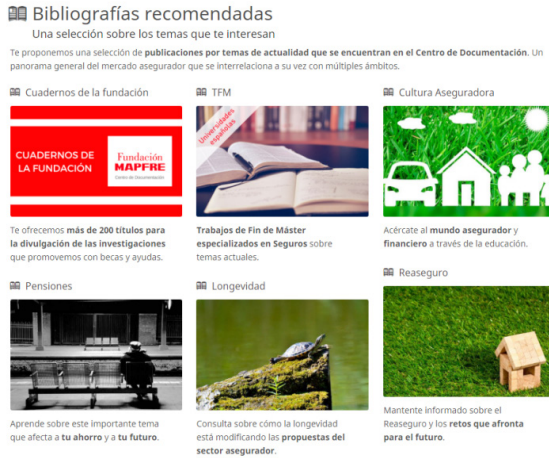 Bibliografías recomendadas
Una selección sobre los temas que te interesan
Te proponemos una selección de publicaciones por temas de actualidad que se encuentran en el Centro de Documentación. Un
panorama general del mercado asegurador que se interrelaciona a su vez con múltiples ámbitos.
Cuadernos de la fundación
CUADERNOS DE
LA FUNDACIÓN
Fundación
MAPFRE
Centro de Documentación
Te ofrecemos más de 200 títulos para
la divulgación de las investigaciones
que promovemos con becas y ayudas.
TFM
Universidades
españolas
Trabajos de Fin de Máster
especializados en Seguros sobre
temas actuales.
Cultura Aseguradora
Acércate al mundo asegurador y
financiero a través de la educación.
Pensiones
Aprende sobre este importante tema
que afecta a tu ahorro y a tu futuro.
Longevidad
Consulta sobre cómo la longevidad
está modificando las propuestas del
sector asegurador.
Reaseguro
Mantente informado sobre el
Reaseguro y los retos que afronta
para el futuro.